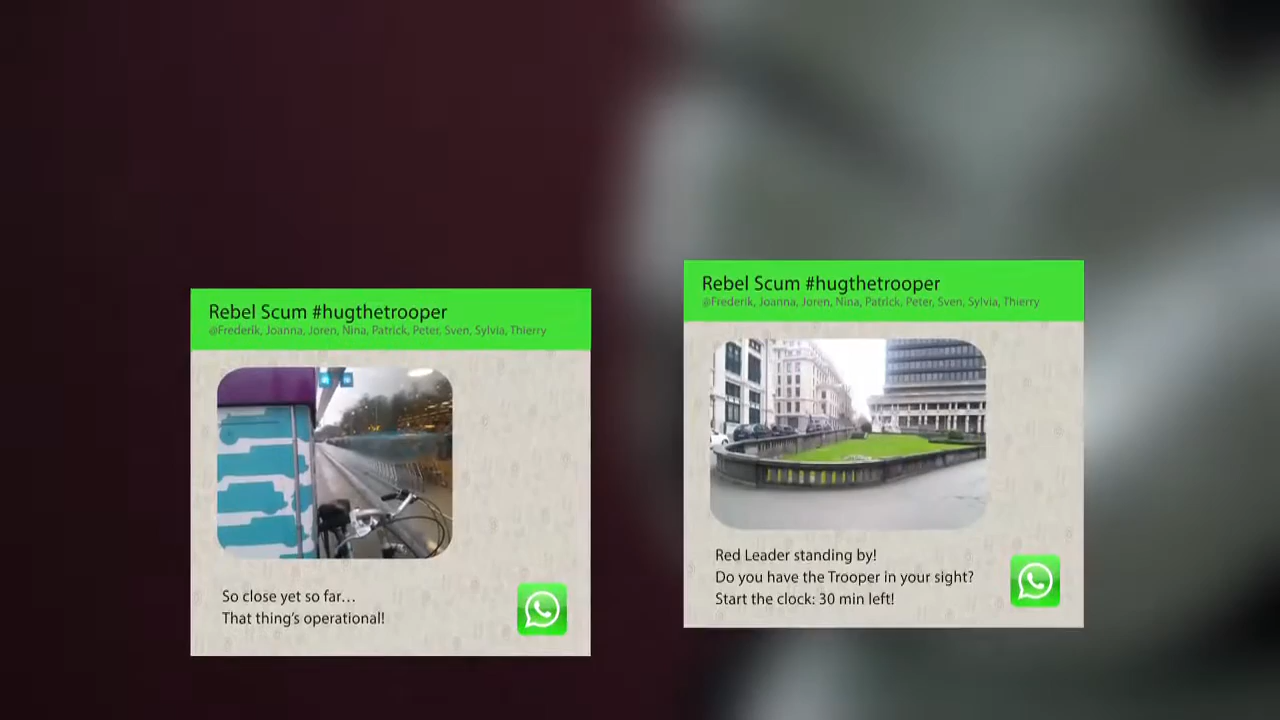 Rebel Scum #hugthetrooper
@Frederik, Joanna, Joren, Nina, Patrick, Peter, Sven, Sylvia, Thierry
So close yet so far…
That thing's operational!
Rebel Scum #hugthetrooper
@Frederik, Joanna, Joren, Nina, Patrick, Peter, Sven, Sylvia, Thierry
Red Leader standing by!
Do you have the Trooper in your sight?
Start the clock: 30 min left!